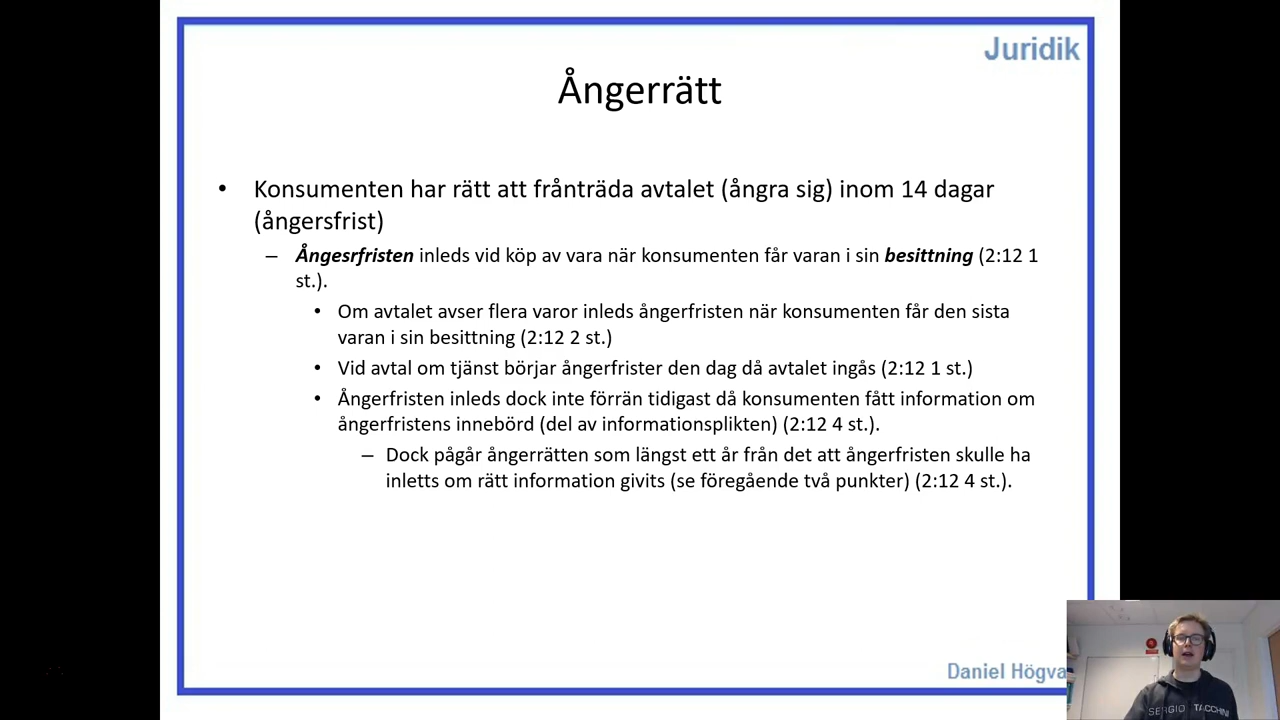 Juridik
Ångerrätt
• Konsumenten har rätt att frånträda avtalet (ångra sig) inom 14 dagar
(ångersfrist)
– Ångesrfristen inleds vid köp av vara när konsumenten får varan i sin besittning (2:12 1
st.).
• Om avtalet avser flera varor inleds ångerfristen när konsumenten får den sista
varan i sin besittning (2:12 2 st.)
• Vid avtal om tjänst börjar ångerfrister den dag då avtalet ingås (2:12 1 st.)
• Ångerfristen inleds dock inte förrän tidigast då konsumenten fått information om
ångerfristens innebörd (del av informationsplikten) (2:12 4 st.).
– Dock pågår ångerrätten som längst ett år från det att ångerfristen skulle ha
inletts om rätt information givits (se föregående två punkter) (2:12 4 st.).
Daniel Högva
SERGIO TACCHINI